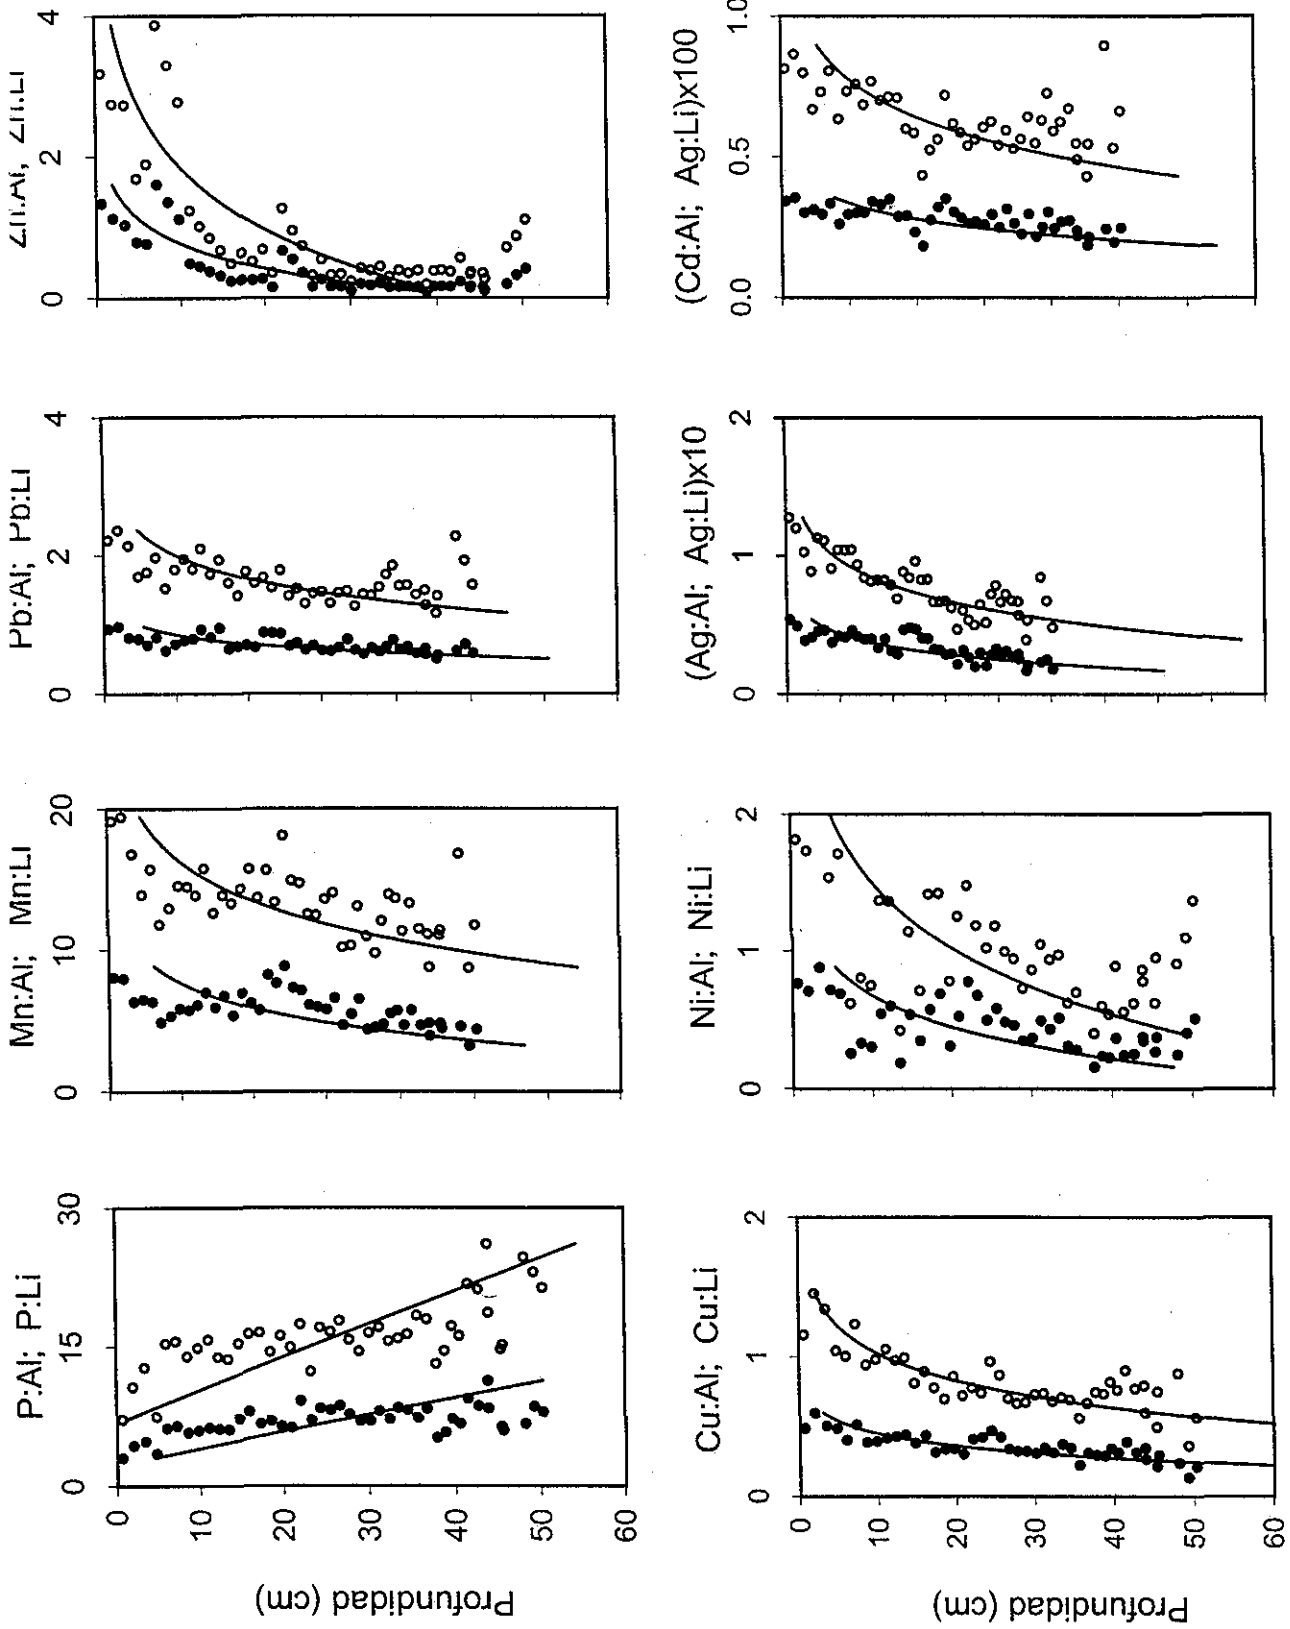 P:Al; P:Li
Mn:Al; Mn:Li
Pb:Al; Pb:Li
Zn:Al; Zn:Li
0 15 30
0 10 20
0 2 4
0 2 4
Profundidad (cm)
0
10
20
30
40
50
60
Cu:Al; Cu:Li
Ni:Al; Ni:Li
(Ag:Al; Ag:Li)x10
(Cd:Al; Ag:Li)x100
0 1 2
0 1 2
0 1 2
0.0 0.5 1.0
Profundidad (cm)
0
10
20
30
40
50
60